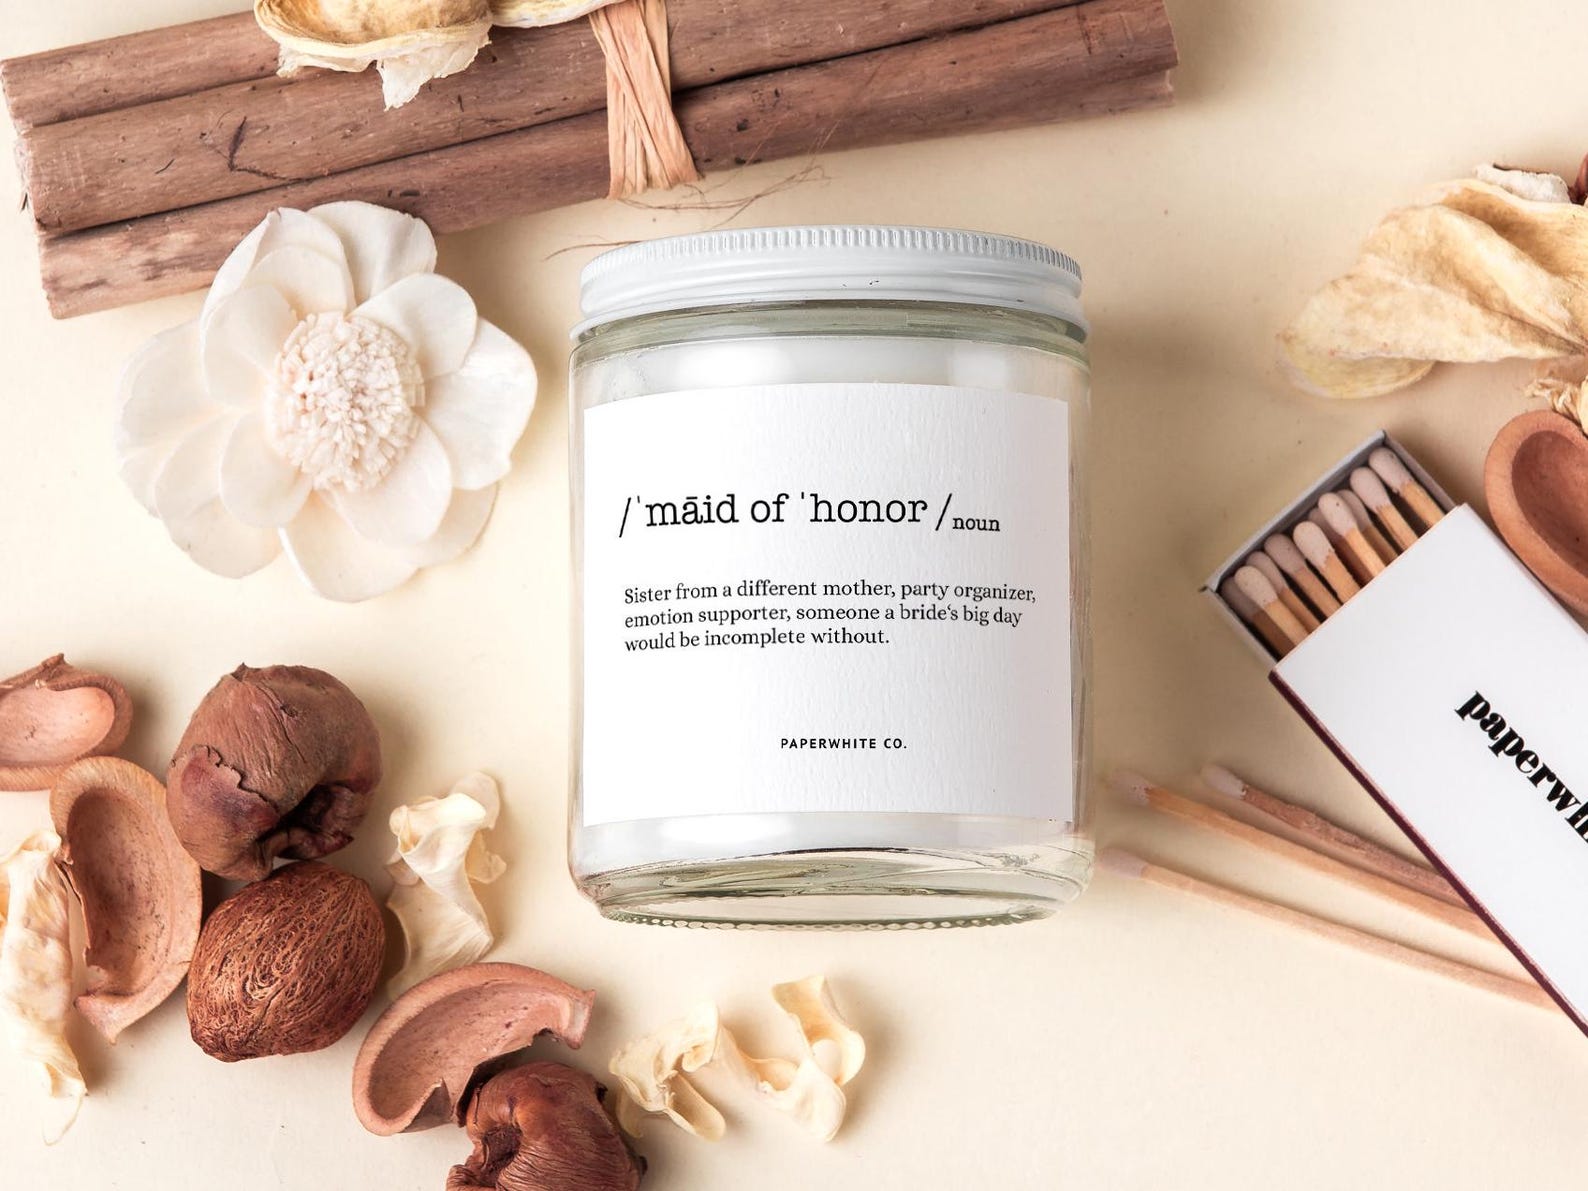 /ˈmāid of ˈhonor / noun
Sister from a different mother, party organizer,
emotion supporter, someone a bride‘s big day
would be incomplete without.
PAPERWHITE CO.